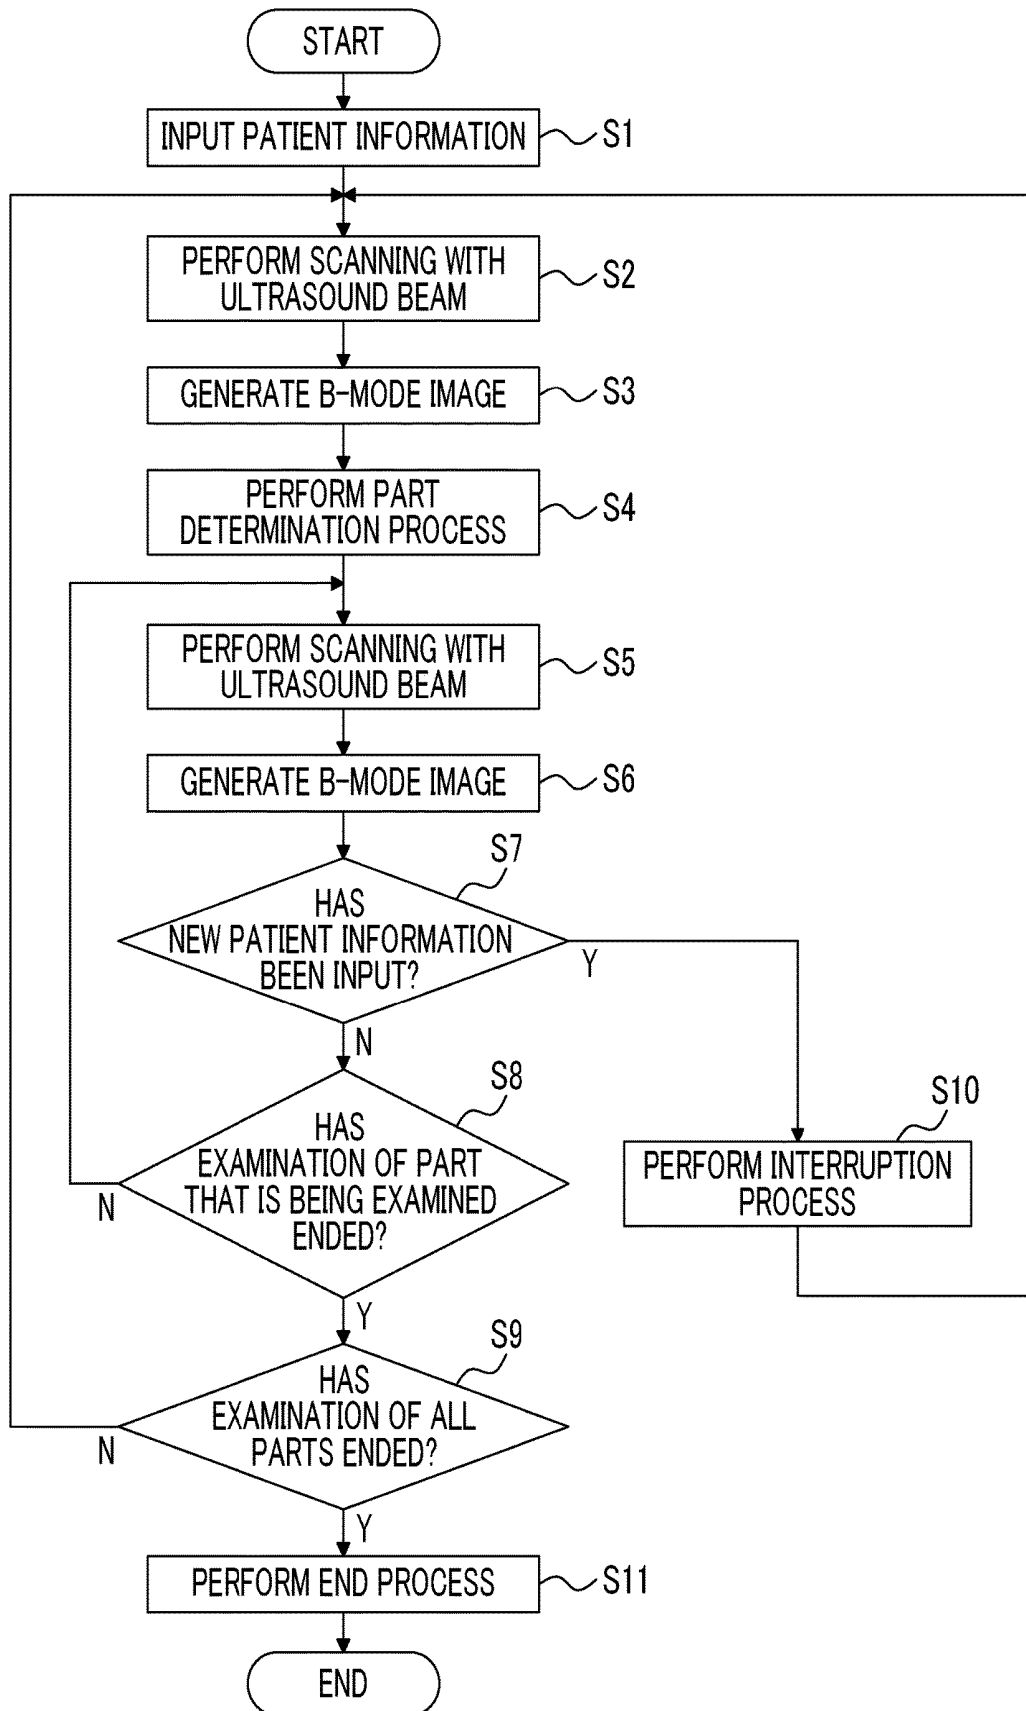 START
INPUT PATIENT INFORMATION
S1
PERFORM SCANNING WITH
ULTRASOUND BEAM
S2
GENERATE B-MODE IMAGE
S3
PERFORM PART
DETERMINATION PROCESS
S4
PERFORM SCANNING WITH
ULTRASOUND BEAM
S5
GENERATE B-MODE IMAGE
S6
S7
HAS
NEW PATIENT INFORMATION
BEEN INPUT?
Y
N
S8
HAS
EXAMINATION OF PART
THAT IS BEING EXAMINED
ENDED?
N
Y
S10
PERFORM INTERRUPTION
PROCESS
S9
HAS
EXAMINATION OF ALL
PARTS ENDED?
N
Y
PERFORM END PROCESS
S11
END